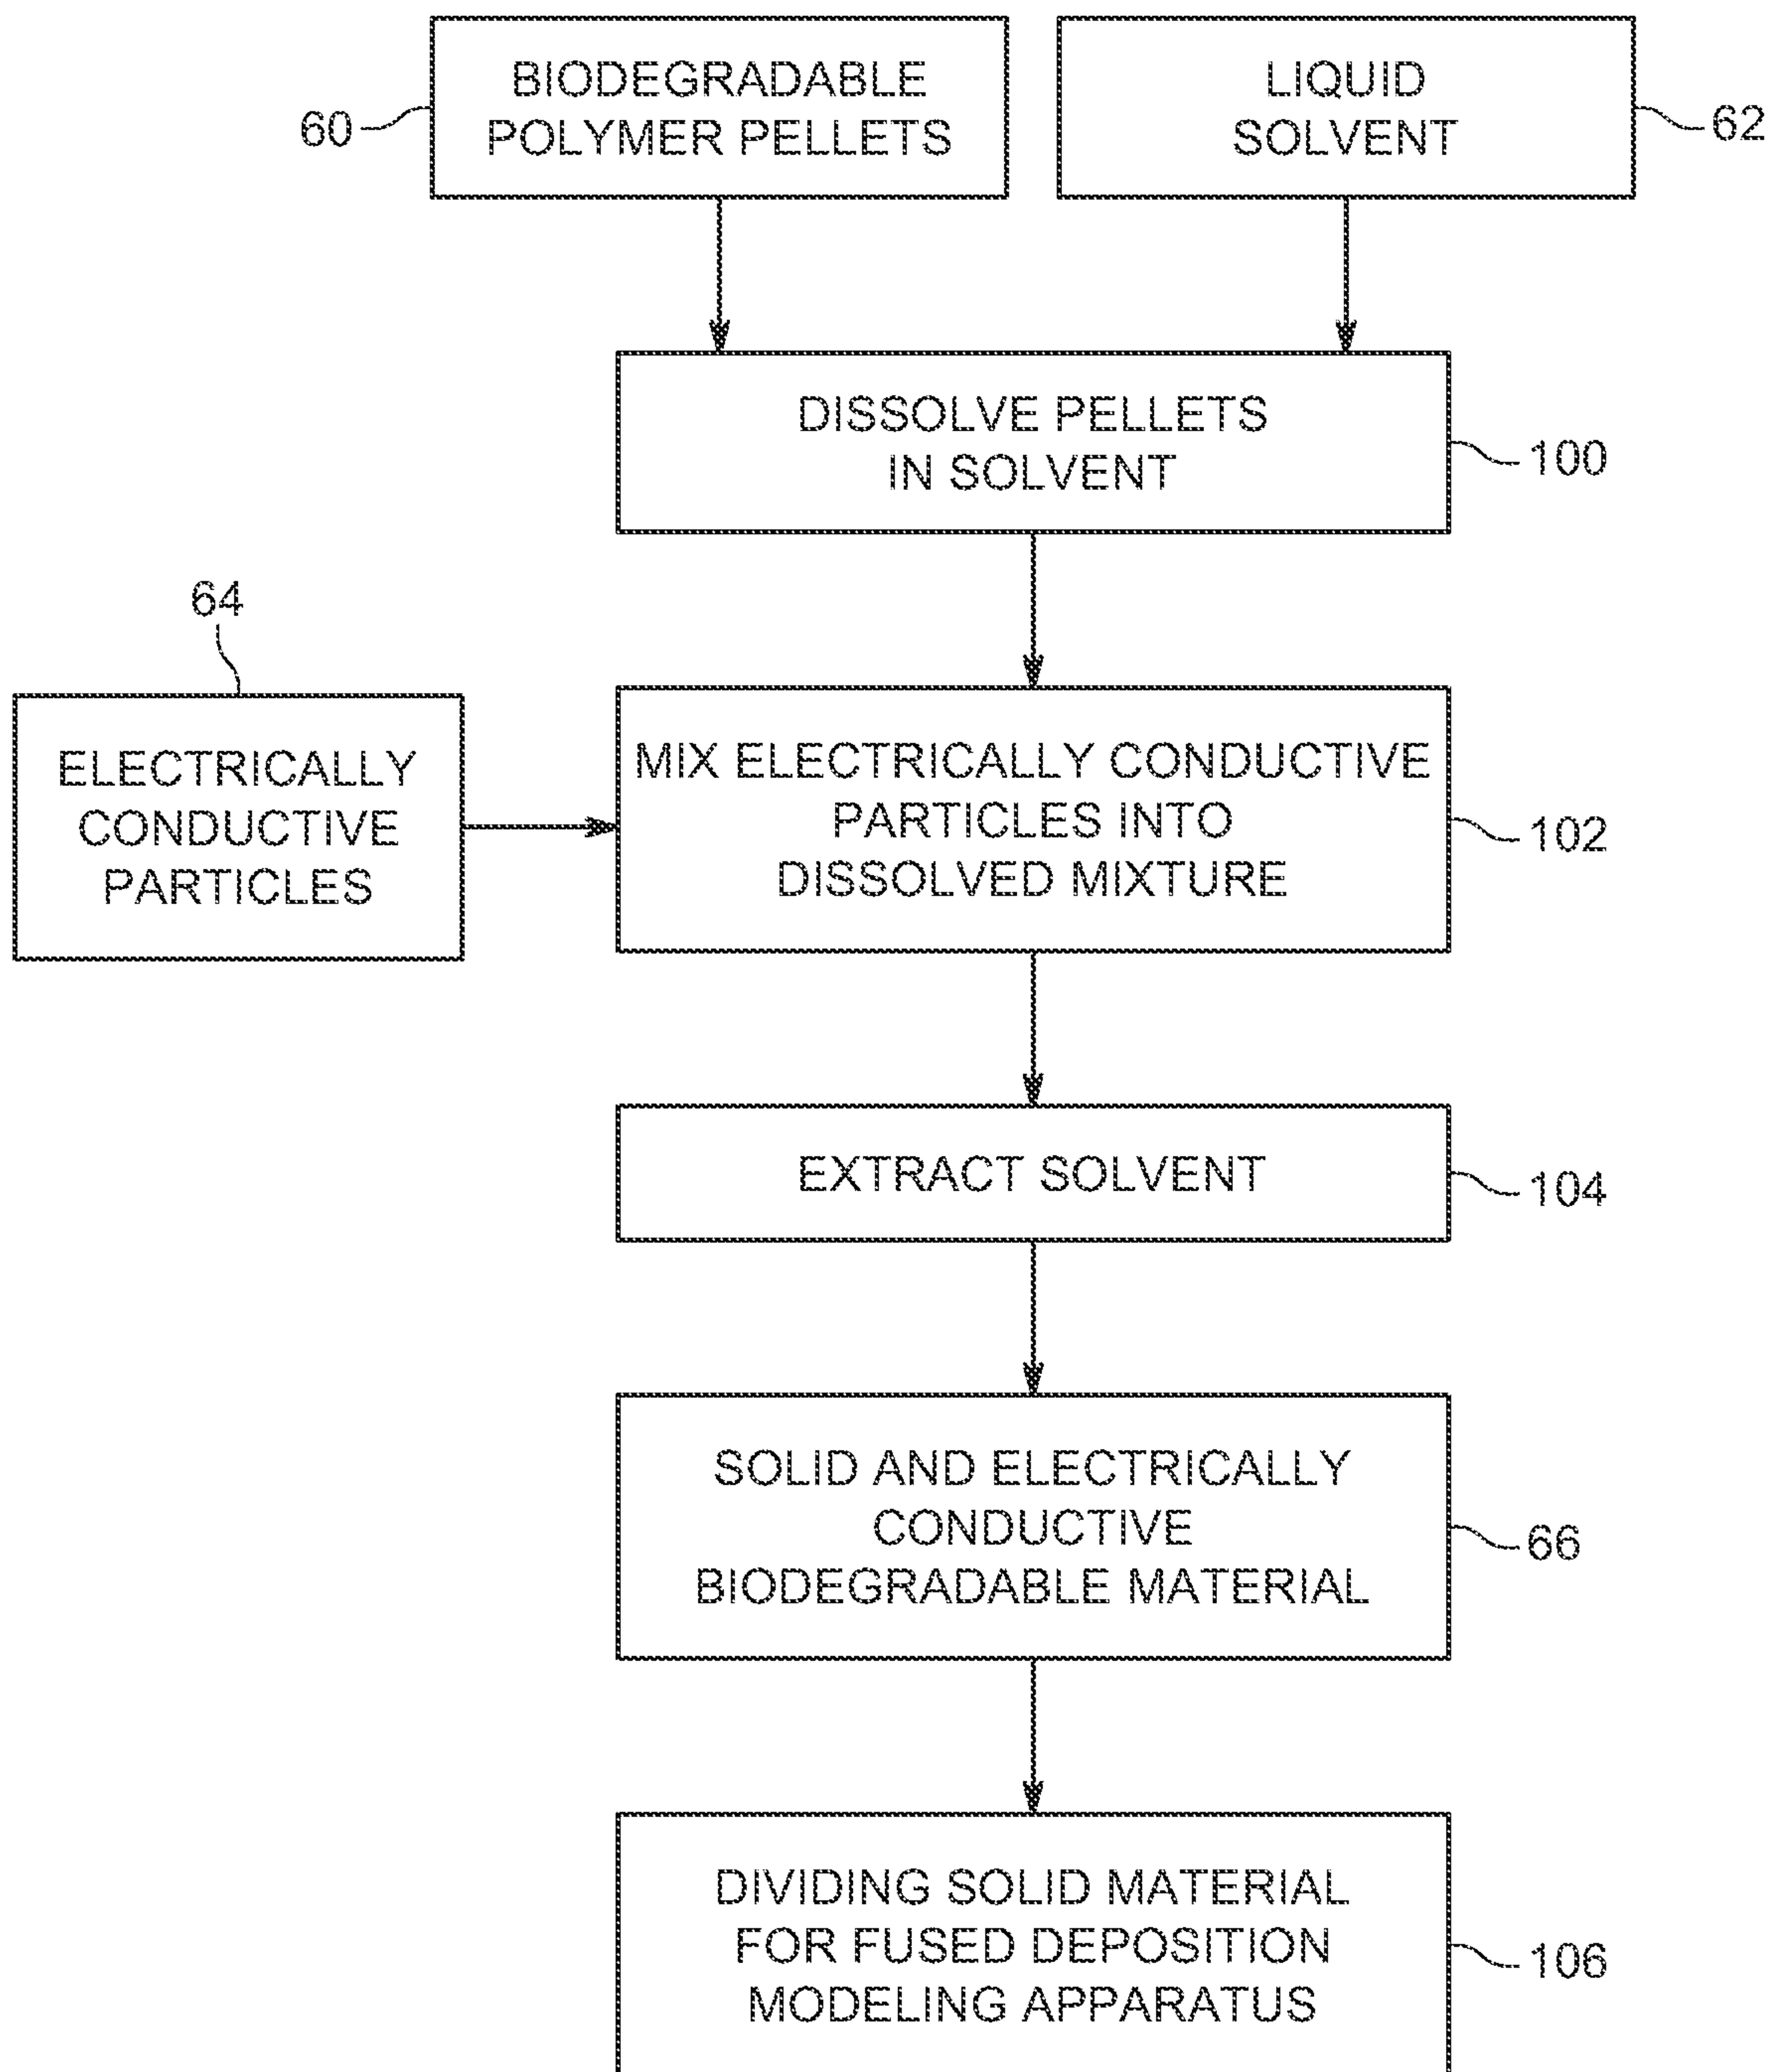 BIODEGRADABLE
POLYMER PELLETS
60
LIQUID
SOLVENT
62
DISSOLVE PELLETS
IN SOLVENT
100
64
ELECTRICALLY
CONDUCTIVE
PARTICLES
MIX ELECTRICALLY CONDUCTIVE
PARTICLES INTO
DISSOLVED MIXTURE
102
EXTRACT SOLVENT
104
SOLID AND ELECTRICALLY
CONDUCTIVE
BIODEGRADABLE MATERIAL
66
DIVIDING SOLID MATERIAL
FOR FUSED DEPOSITION
MODELING APPARATUS
106